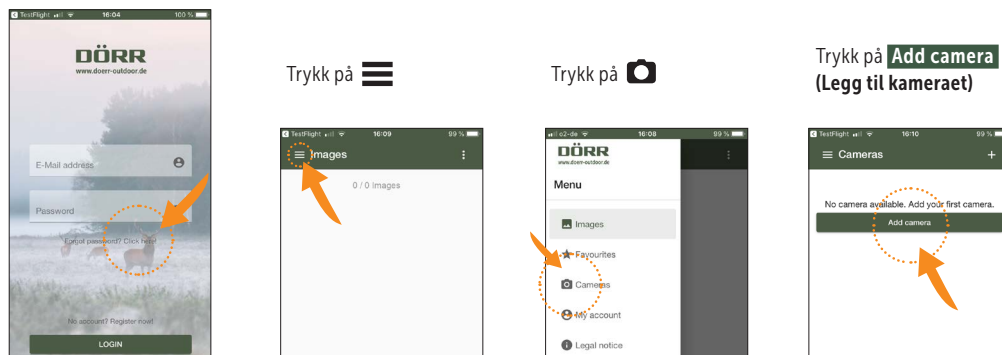 TestFlight 16:04 100 %
DÖRR
www.doerr-outdoor.de
E-Mail address
Password
Forgot password? Click here!
No account? Register now!
LOGIN
Trykk på
TestFlight 16:09 99 %
Images
0 / 0 Images
Trykk på
o2-de 16:08 99 %
DÖRR
www.doerr-outdoor.de
Menu
Images
Favourites
Cameras
My account
Legal notice
Trykk på Add camera
(Legg til kameraet)
TestFlight 16:10 99 %
Cameras
No camera available. Add your first camera.
Add camera